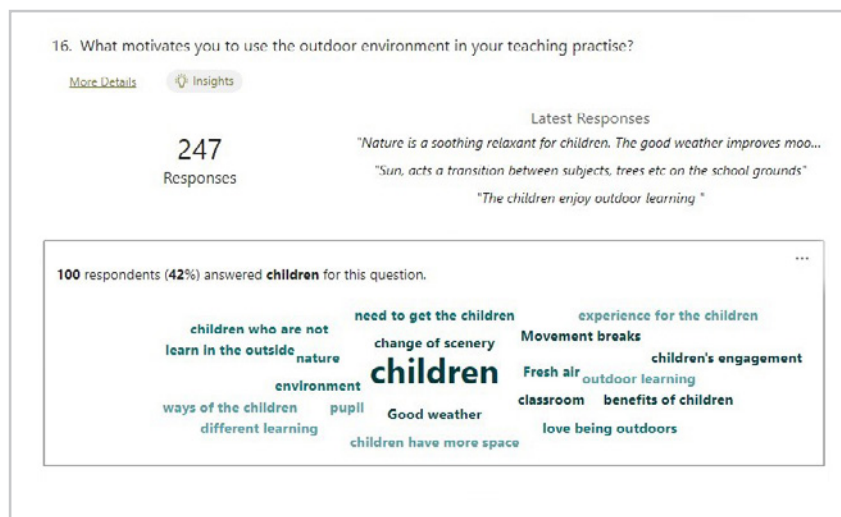 16. What motivates you to use the outdoor environment in your teaching practise?
More Details
Insights
247
Responses
Latest Responses
"Nature is a soothing relaxant for children. The good weather improves moo...
"Sun, acts a transition between subjects, trees etc on the school grounds"
"The children enjoy outdoor learning "
...
100 respondents (42%) answered children for this question.
need to get the children
experience for the children
children who are not
Movement breaks
change of scenery
learn in the outside
nature
children's engagement
children
Fresh air
outdoor learning
environment
classroom
benefits of children
ways of the children
pupil
Good weather
different learning
love being outdoors
children have more space